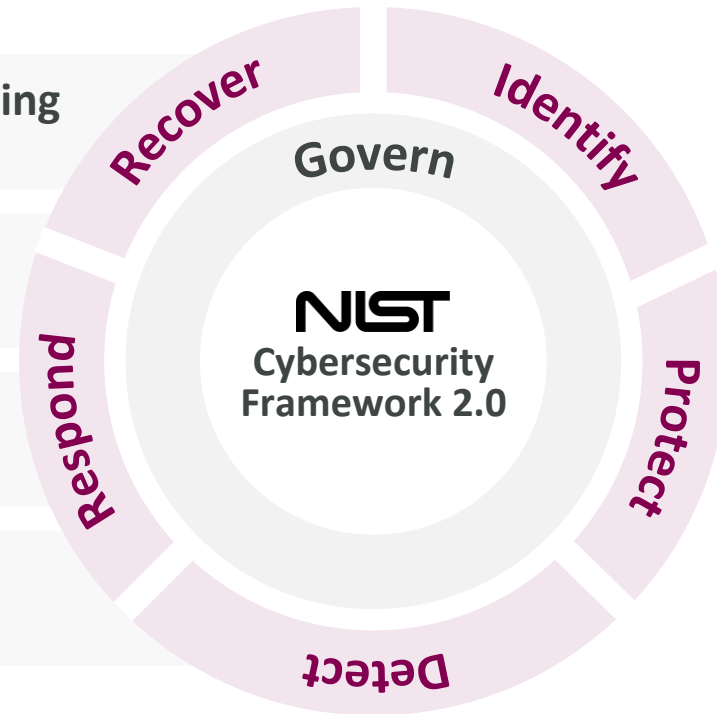 ing
Recover
Identify
Govern
NIST
Cybersecurity
Framework 2.0
Respond
Protect
Detect